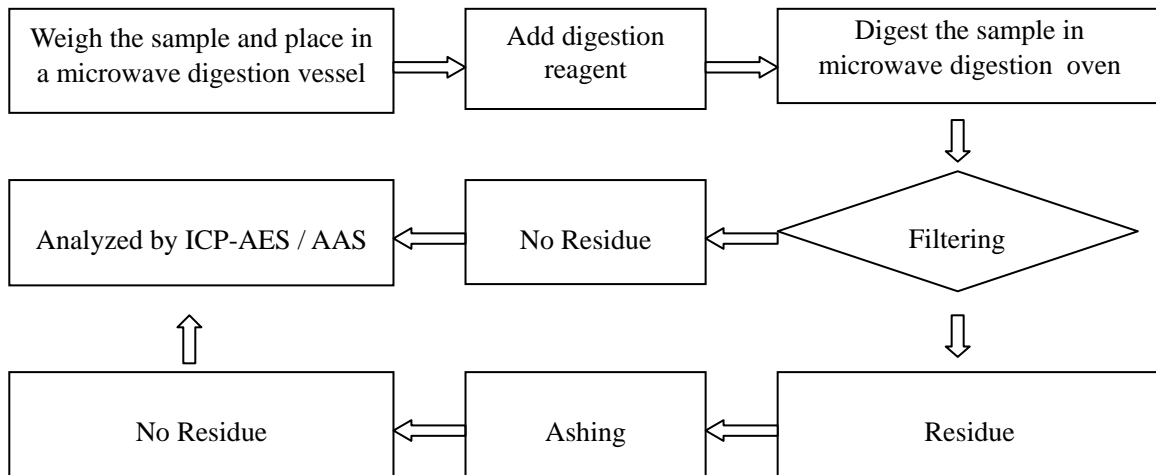 Weigh the sample and place in
a microwave digestion vessel
Add digestion
reagent
Digest the sample in
microwave digestion oven
Filtering
No Residue
Analyzed by ICP-AES / AAS
Residue
Ashing
No Residue